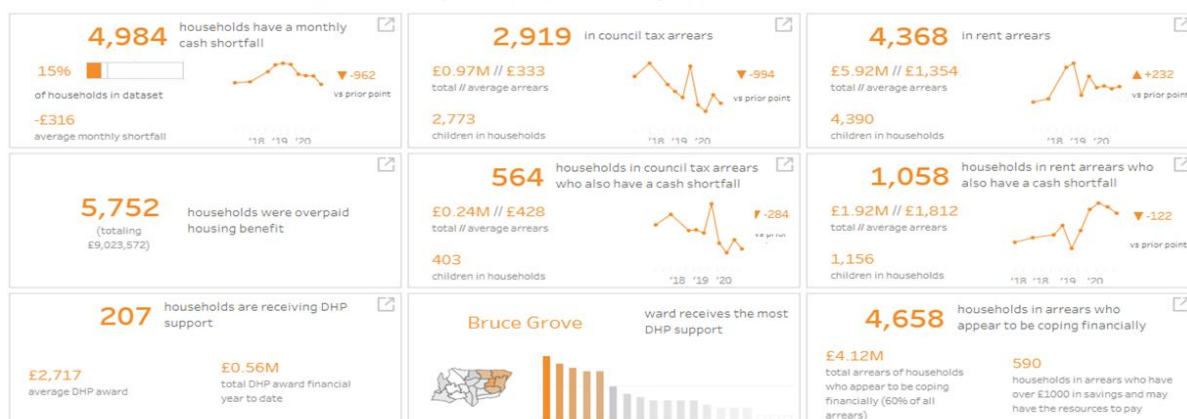 4,984
households have a monthly
cash shortfall
15%
of households in dataset
-£316
average monthly shortfall
▼-962
vs prior point
'18 '19 '20
2,919 in council tax arrears
£0.97M // £333
total // average arrears
2,773
children in households
▼-994
vs prior point
'18 '19 '20
4,368 in rent arrears
£5.92M // £1,354
total // average arrears
4,390
children in households
▲+232
vs prior point
'18 '19 '20
5,752
(totaling
£9,023,572)
households were overpaid
housing benefit
564
households in council tax arrears
who also have a cash shortfall
£0.24M // £428
total // average arrears
403
children in households
-284
'18 '19 '20
1,058
households in rent arrears who
also have a cash shortfall
£1.92M // £1,812
total // average arrears
1,156
children in households
▼-122
vs prior point
'18 '18 '19 '20
207
households are receiving DHP
support
£2,717
average DHP award
£0.56M
total DHP award financial
year to date
Bruce Grove
ward receives the most
DHP support
4,658
households in arrears who
appear to be coping financially
£4.12M
total arrears of households
who appear to be coping
financially (60% of all
arrears)
590
households in arrears who have
over £1000 in savings and may
have the resources to pay